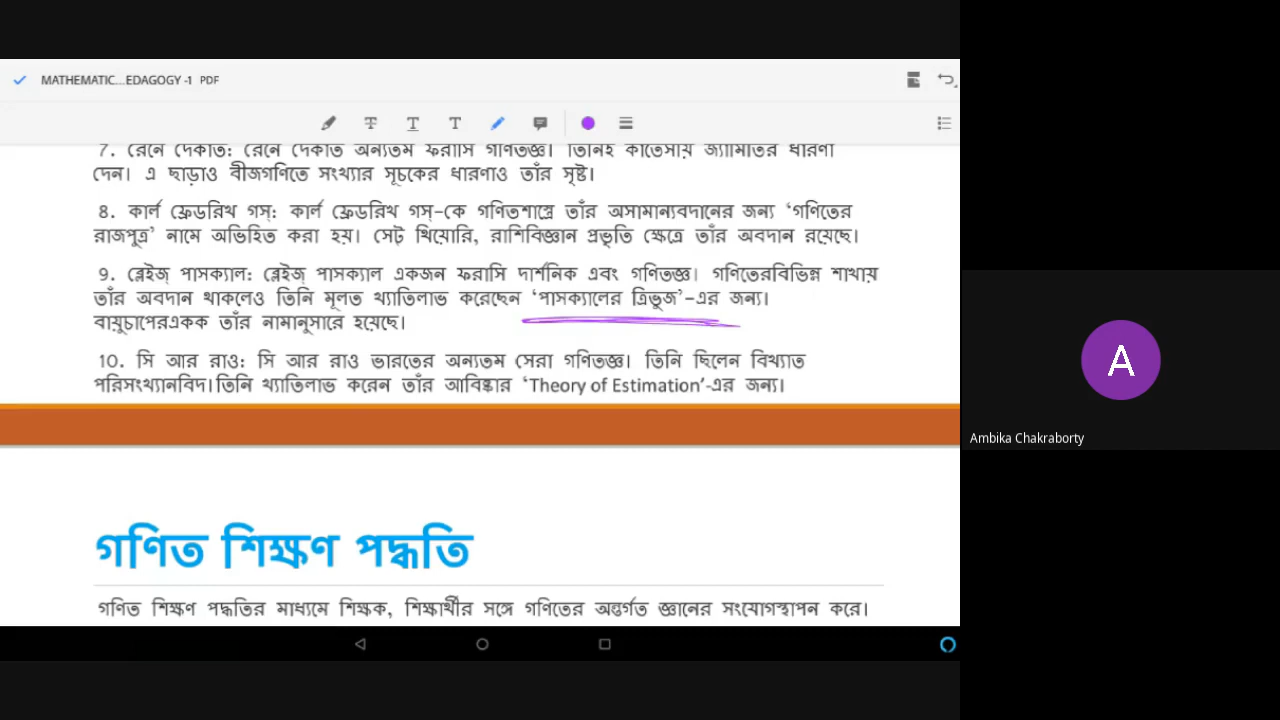 MATHEMATIC...EDAGOGY -1 PDF
7. রেনে দেকার্ত: রেনে দেকার্ত অন্যতম ফরাসি গণিতজ্ঞ। তিনিই কার্তেসীয় জ্যামিতির ধারণা
দেন। এ ছাড়াও বীজগণিতে সংখ্যার সূচকের ধারণাও তাঁর সৃষ্ট।
8. কার্ল ফ্রেডরিখ গস্: কার্ল ফ্রেডরিখ গস্-কে গণিতশাস্ত্রে তাঁর অসামান্যবদানের জন্য ‘গণিতের
রাজপুত্র’ নামে অভিহিত করা হয়। সেট্ থিয়োরি, রাশিবিজ্ঞান প্রভৃতি ক্ষেত্রে তাঁর অবদান রয়েছে।
9. ব্লেইজ্ পাসক্যাল: ব্লেইজ্ পাসক্যাল একজন ফরাসি দার্শনিক এবং গণিতজ্ঞ। গণিতেরবিভিন্ন শাখায়
তাঁর অবদান থাকলেও তিনি মূলত খ্যাতিলাভ করেছেন ‘পাসক্যালের ত্রিভুজ’-এর জন্য।
বায়ুচাপেরএকক তাঁর নামানুসারে হয়েছে।
10. সি আর রাও: সি আর রাও ভারতের অন্যতম সেরা গণিতজ্ঞ। তিনি ছিলেন বিখ্যাত
পরিসংখ্যানবিদ। তিনি খ্যাতিলাভ করেন তাঁর আবিষ্কার ‘Theory of Estimation’-এর জন্য।
গণিত শিক্ষণ পদ্ধতি
গণিত শিক্ষণ পদ্ধতির মাধ্যমে শিক্ষক, শিক্ষার্থীর সঙ্গে গণিতের অন্তর্গত জ্ঞানের সংযোগস্থাপন করে।
A
Ambika Chakraborty